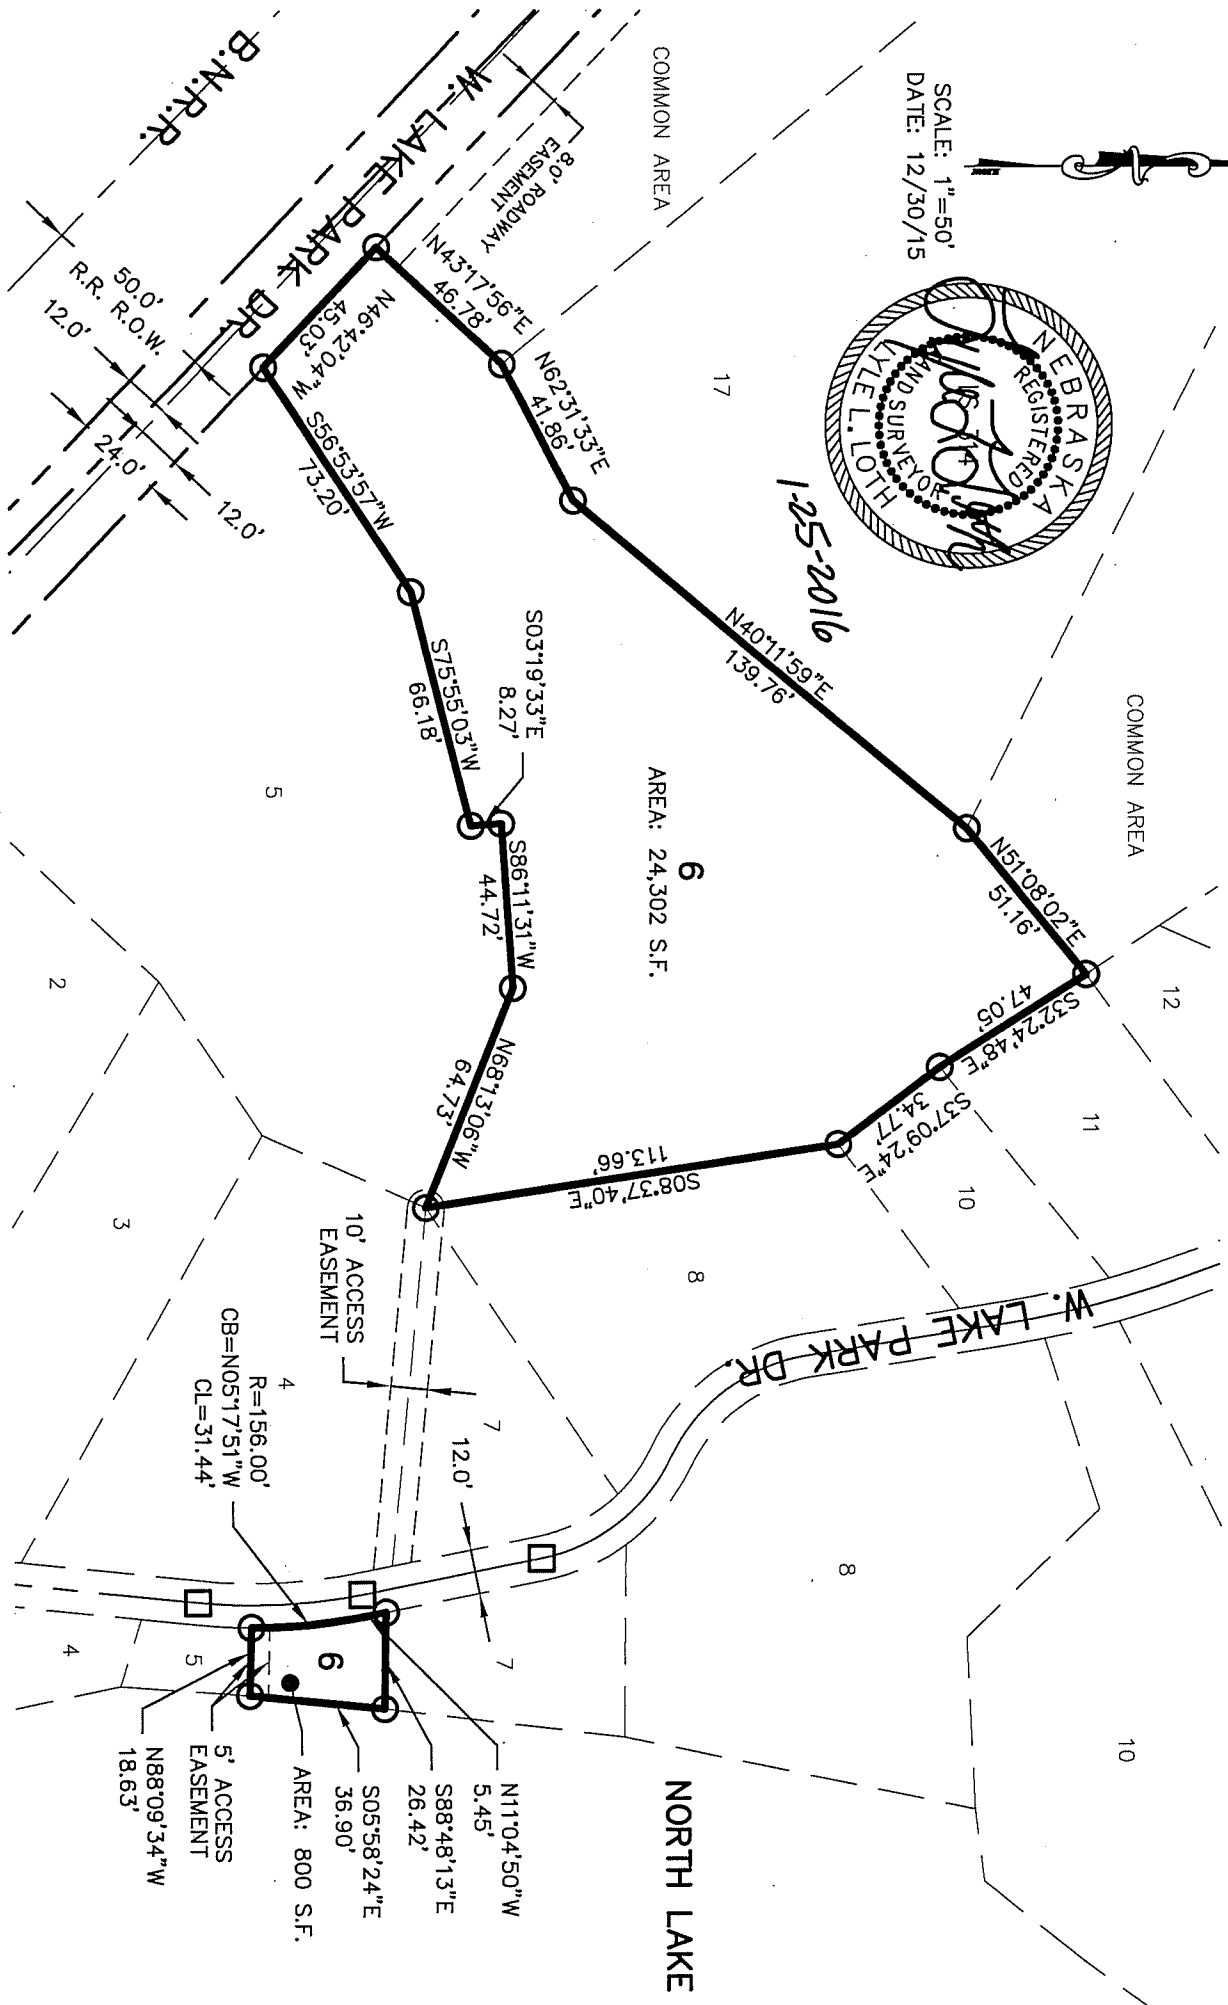 SCALE: 1"=50'
DATE: 12/30/15
NEBRASKA
REGISTERED
LAND SURVEYOR
LYLE L. LOTH
1-25-2016
COMMON AREA
COMMON AREA
8.0' ROADWAY
EASEMENT
W. LAKE PARK DR.
B.N.R.R.
50.0'
R.R. R.O.W.
12.0'
24.0'
12.0'
17
N43°17'56"E
46.78'
N62°31'33"E
41.86'
N40°11'59"E
139.76'
N51°08'02"E
51.16'
S32°24'48"E
47.05'
S37°09'24"E
34.77'
S08°37'40"E
113.66'
N68°13'06"W
64.73'
S86°11'31"W
44.72'
S03°19'33"E
8.27'
S75°55'03"W
66.18'
S56°53'57"W
73.20'
N46°42'04"W
45.03'
6
AREA: 24,302 S.F.
5
2
3
12
11
10
8
W. LAKE PARK DR.
10' ACCESS
EASEMENT
7
12.0'
4
R=156.00'
CB=N05°17'51"W
CL=31.44'
8
10
7
6
5
4
N11°04'50"W
5.45'
S88°48'13"E
26.42'
S05°58'24"E
36.90'
AREA: 800 S.F.
5' ACCESS
EASEMENT
N88°09'34"W
18.63'
NORTH LAKE